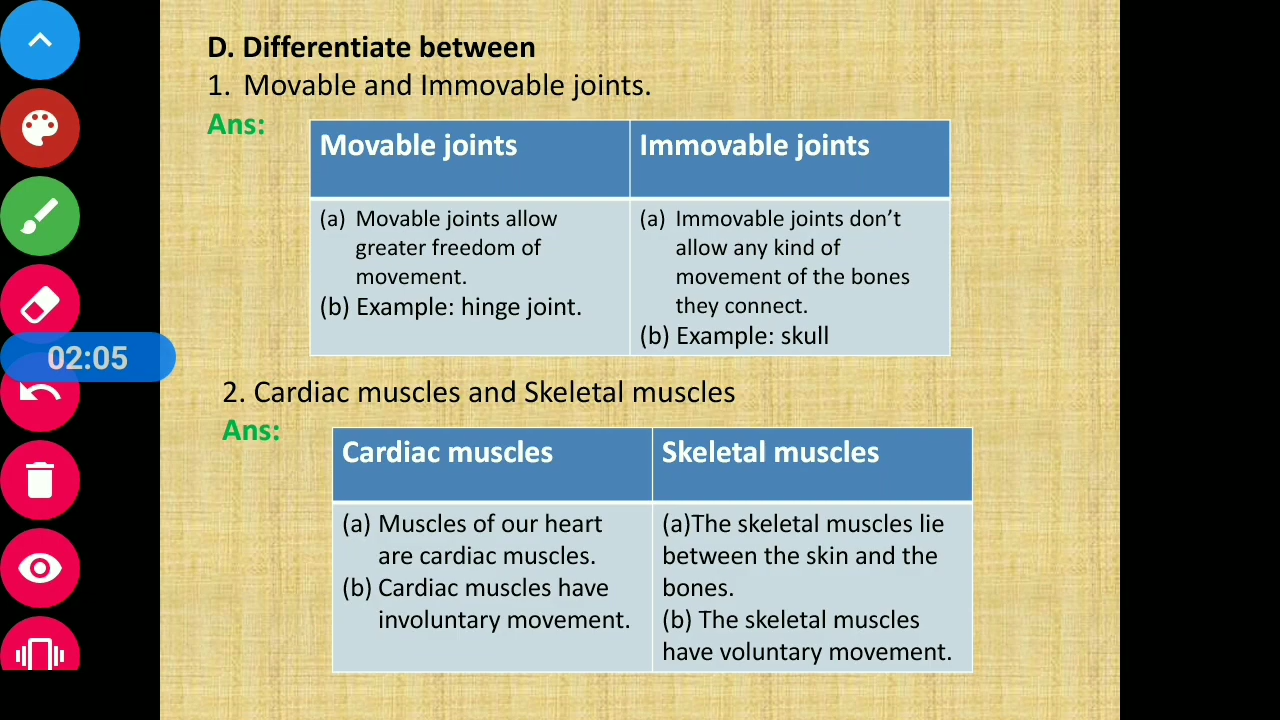 D. Differentiate between
1. Movable and Immovable joints.
Ans:
Movable joints
Immovable joints
(a) Movable joints allow
greater freedom of
movement.
(b) Example: hinge joint.
(a) Immovable joints don’t
allow any kind of
movement of the bones
they connect.
(b) Example: skull
02:05
2. Cardiac muscles and Skeletal muscles
Ans:
Cardiac muscles
Skeletal muscles
(a) Muscles of our heart
are cardiac muscles.
(b) Cardiac muscles have
involuntary movement.
(a)The skeletal muscles lie
between the skin and the
bones.
(b) The skeletal muscles
have voluntary movement.